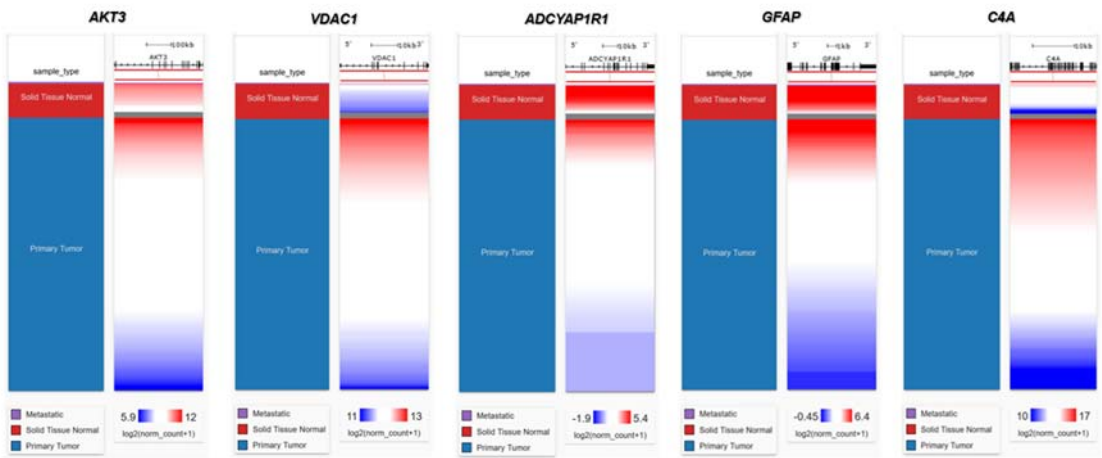 AKT3
VDAC1
ADCYAP1R1
GFAP
C4A
sample_type
100kb
AKT3
Solid Tissue Normal
Primary Tumor
Metastatic
Solid Tissue Normal
Primary Tumor
5.9 12
log2(norm_count+1)
sample_type
5' 10kb 3'
VDAC1
Solid Tissue Normal
Primary Tumor
Metastatic
Solid Tissue Normal
Primary Tumor
11 13
log2(norm_count+1)
sample_type
5' 10kb 3'
ADCYAP1R1
Solid Tissue Normal
Primary Tumor
Metastatic
Solid Tissue Normal
Primary Tumor
-1.9 5.4
log2(norm_count+1)
sample_type
5' 1kb 3'
GFAP
Solid Tissue Normal
Primary Tumor
Metastatic
Solid Tissue Normal
Primary Tumor
-0.45 6.4
log2(norm_count+1)
sample_type
10kb
C4A
Solid Tissue Normal
Primary Tumor
Metastatic
Solid Tissue Normal
Primary Tumor
10 17
log2(norm_count+1)